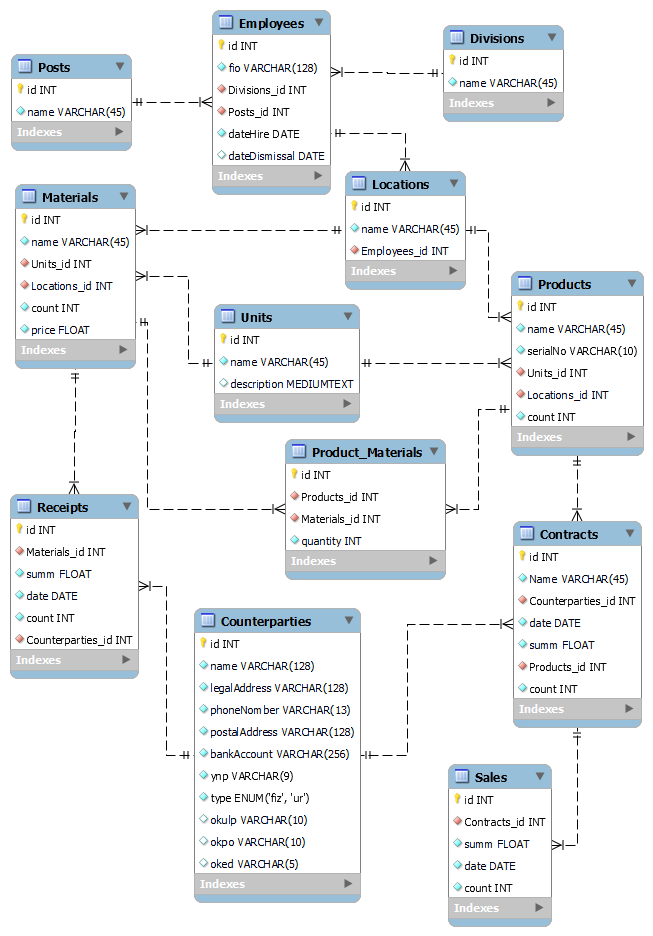 Employees
id INT
fio VARCHAR(128)
Divisions_id INT
Posts_id INT
dateHire DATE
dateDismissal DATE
Indexes
Divisions
id INT
name VARCHAR(45)
Indexes
Posts
id INT
name VARCHAR(45)
Indexes
Locations
id INT
name VARCHAR(45)
Employees_id INT
Indexes
Materials
id INT
name VARCHAR(45)
Units_id INT
Locations_id INT
count INT
price FLOAT
Indexes
Products
id INT
name VARCHAR(45)
serialNo VARCHAR(10)
Units_id INT
Locations_id INT
count INT
Indexes
Units
id INT
name VARCHAR(45)
description MEDIUMTEXT
Indexes
Product_Materials
id INT
Products_id INT
Materials_id INT
quantity INT
Indexes
Receipts
id INT
Materials_id INT
summ FLOAT
date DATE
count INT
Counterparties_id INT
Indexes
Contracts
id INT
Name VARCHAR(45)
Counterparties_id INT
date DATE
summ FLOAT
Products_id INT
count INT
Indexes
Counterparties
id INT
name VARCHAR(128)
legalAddress VARCHAR(128)
phoneNomber VARCHAR(13)
postalAddress VARCHAR(128)
bankAccount VARCHAR(256)
ynp VARCHAR(9)
type ENUM('fiz', 'ur')
okulp VARCHAR(10)
okpo VARCHAR(10)
oked VARCHAR(5)
Indexes
Sales
id INT
Contracts_id INT
summ FLOAT
date DATE
count INT
Indexes